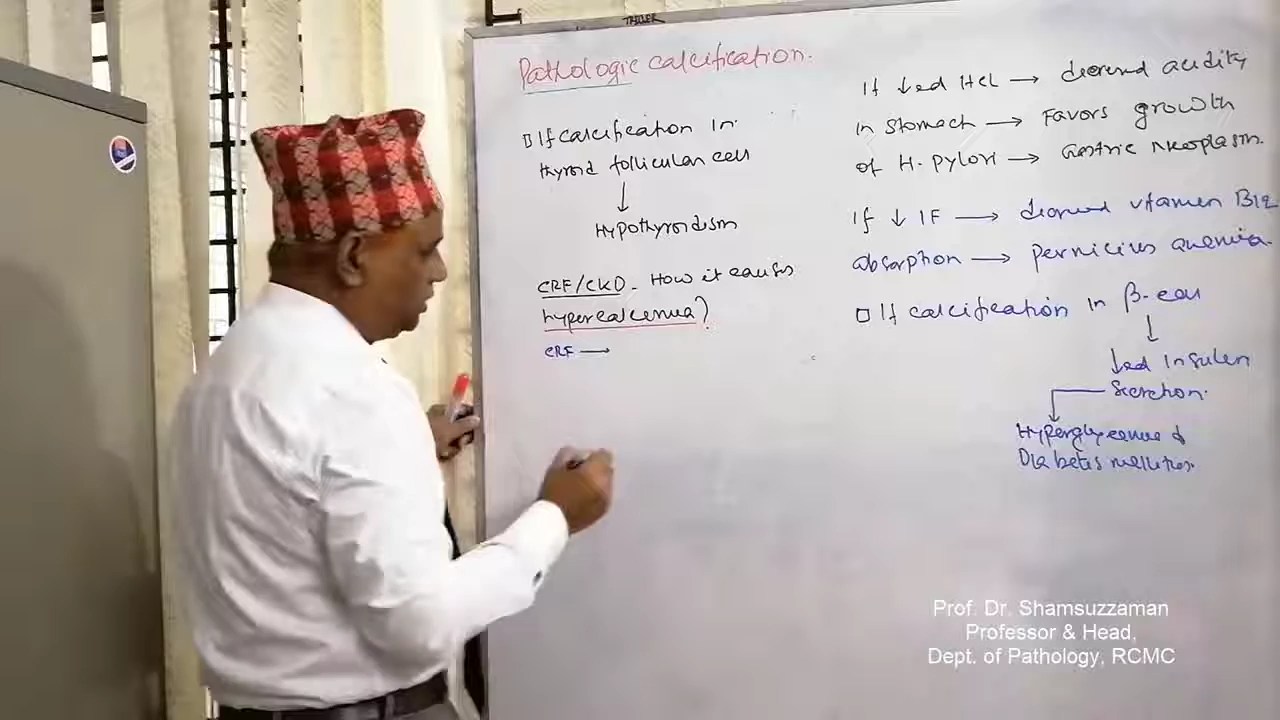 Pathologic calcification.
If calcification in
thyroid follicular cell
↓
Hypothyroidism
CRF/CKD - How it causes
hypercalcemia?
CRF →
If ↓ed HCL → decreased acidity
in stomach → Favors growth
of H. pylori → Gastric neoplasm.
If ↓ IF → decreased vitamin B12
absorption → pernicius anemia.
□ If calcification in β-cell
↓
↓ed Insulin
Secretion.
Hyperglycemia &
Diabetes mellitus.
Prof. Dr. Shamsuzzaman
Professor & Head,
Dept. of Pathology, RCMC